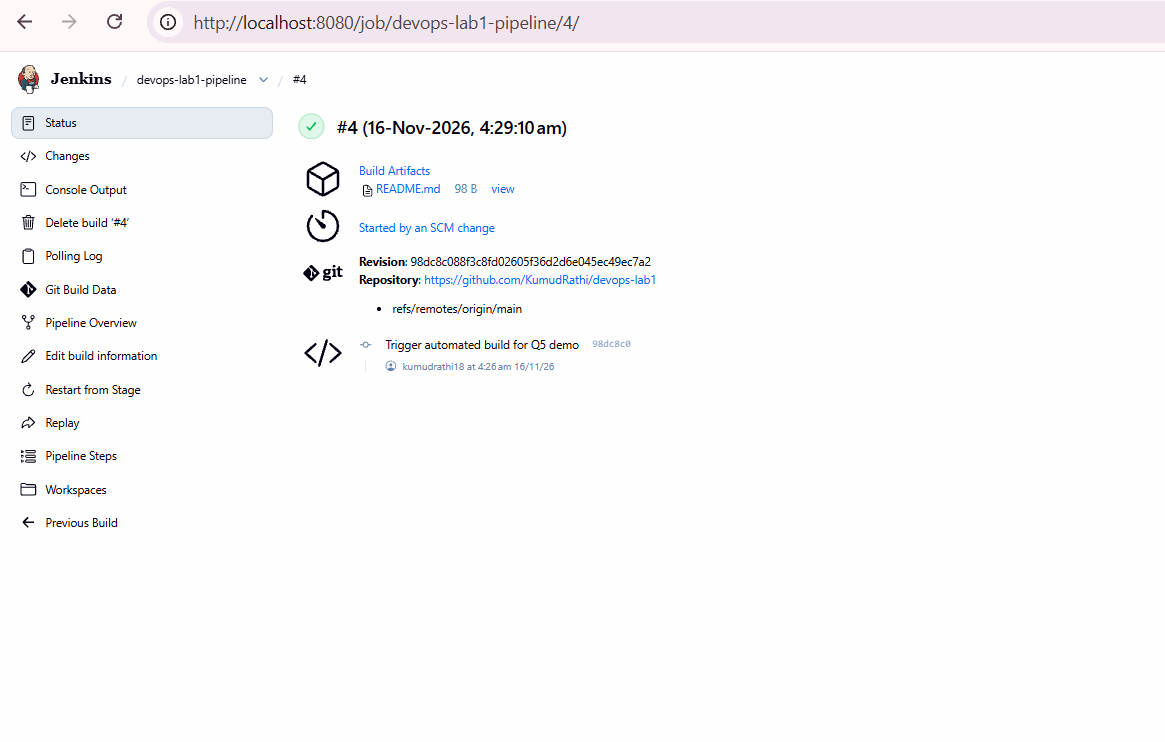 http://localhost:8080/job/devops-lab1-pipeline/4/
Jenkins / devops-lab1-pipeline / #4
Status
Changes
Console Output
Delete build '#4'
Polling Log
Git Build Data
Pipeline Overview
Edit build information
Restart from Stage
Replay
Pipeline Steps
Workspaces
Previous Build
#4 (16-Nov-2026, 4:29:10 am)
Build Artifacts
README.md 98 B view
Started by an SCM change
git
Revision: 98dc8c088f3c8fd02605f36d2d6e045ec49ec7a2
Repository: https://github.com/KumudRathi/devops-lab1
• refs/remotes/origin/main
Trigger automated build for Q5 demo 98dc8c0
kumudrathi18 at 4:26 am 16/11/26